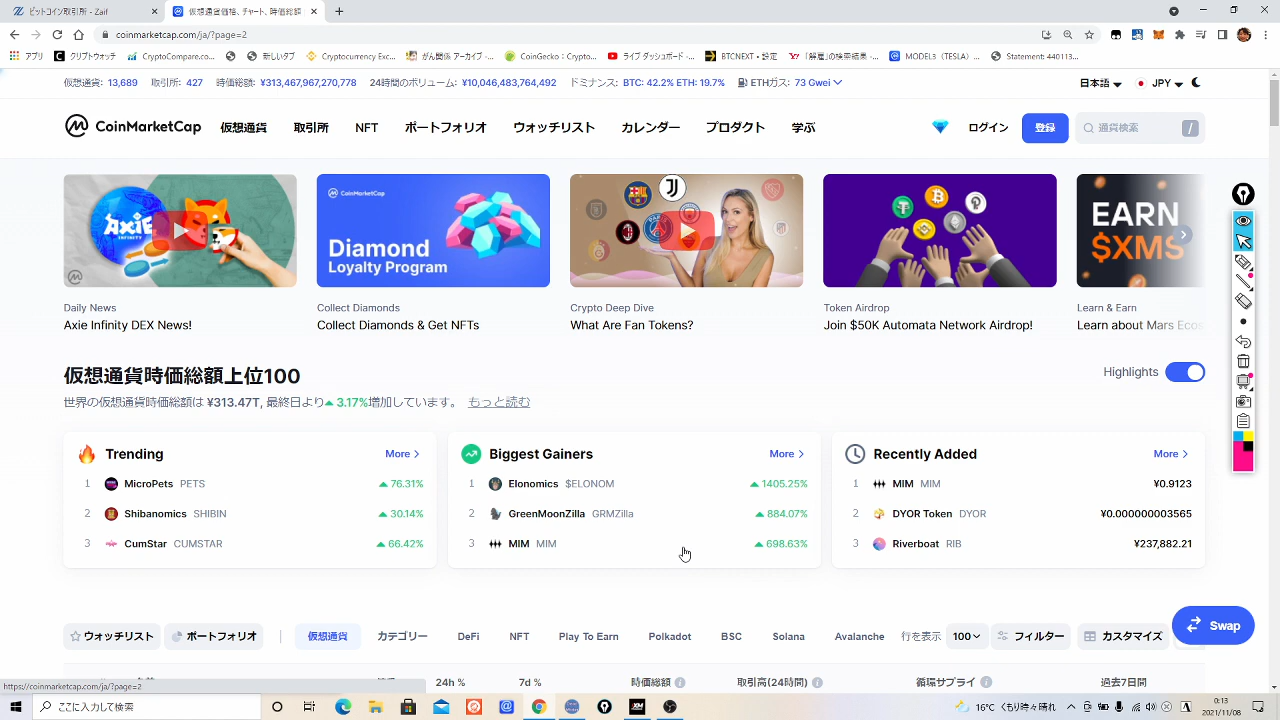 ビットコイン取引所 - Zaif
仮想通貨価格、チャート、時価総額
coinmarketcap.com/ja/?page=2
アプリ
クリプトウォッチ
CryptoComparo...
新しいタブ
Cryptocurrency Exc...
がん関係 アーカイブ -...
CoinGecko : Crypto...
ライブ ダッシュボード -...
BTCNEXT • 設定
MODEL3（TESLA）...
Statement: 440113...
仮想通貨: 13,689 取引所: 427 時価総額: ¥313,467,967,270,778 24時間のボリューム: ¥10,046,483,764,492 ドミナンス: BTC: 42.2% ETH: 19.7% ETHガス: 73 Gwei
日本語 JPY
CoinMarketCap 仮想通貨 取引所 NFT ポートフォリオ ウォッチリスト カレンダー プロダクト 学ぶ
ログイン 登録 通貨検索 /
AXIE
INFINITY
CoinMarketCap
Diamond
Loyalty Program
EARN
$XMS
Daily News
Axie Infinity DEX News!
Collect Diamonds
Collect Diamonds & Get NFTs
Crypto Deep Dive
What Are Fan Tokens?
Token Airdrop
Join $50K Automata Network Airdrop!
Learn & Earn
Learn about Mars Ecos
仮想通貨時価総額上位100
Highlights
世界の仮想通貨時価総額は ¥313.47T, 最終日より 3.17%増加しています。 もっと読む
Trending More
1 MicroPets PETS 76.31%
2 Shibanomics SHIBIN 30.14%
3 CumStar CUMSTAR 66.42%
Biggest Gainers More
1 Elonomics $ELONOM 1405.25%
2 GreenMoonZilla GRMZilla 884.07%
3 MIM MIM 698.63%
Recently Added More
1 MIM MIM ¥0.9123
2 DYOR Token DYOR ¥0.000000003565
3 Riverboat RIB ¥237,882.21
ウォッチリスト ポートフォリオ 仮想通貨 カテゴリー DeFi NFT Play To Earn Polkadot BSC Solana Avalanche 行を表示 100 フィルター カスタマイズ
Swap
24h % 7d % 時価総額 取引高(24時間) 循環サプライ 過去7日間
https://coinmarketcap.com/ja/?page=2
ここに入力して検索
16°C くもり時々晴れ
A
0:13
2021/11/08